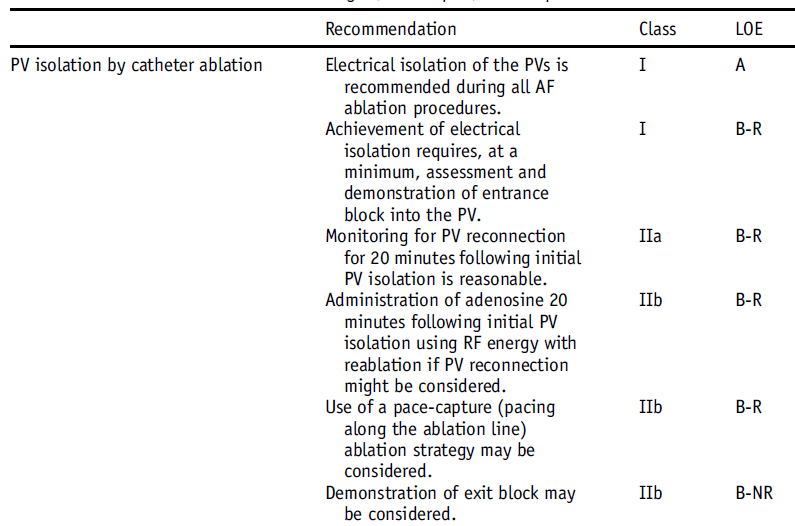 Recommendation Class LOE
PV isolation by catheter ablation Electrical isolation of the PVs is I A
recommended during all AF
ablation procedures.
Achievement of electrical I B-R
isolation requires, at a
minimum, assessment and
demonstration of entrance
block into the PV.
Monitoring for PV reconnection IIa B-R
for 20 minutes following initial
PV isolation is reasonable.
Administration of adenosine 20 IIb B-R
minutes following initial PV
isolation using RF energy with
reablation if PV reconnection
might be considered.
Use of a pace-capture (pacing IIb B-R
along the ablation line)
ablation strategy may be
considered.
Demonstration of exit block may IIb B-NR
be considered.